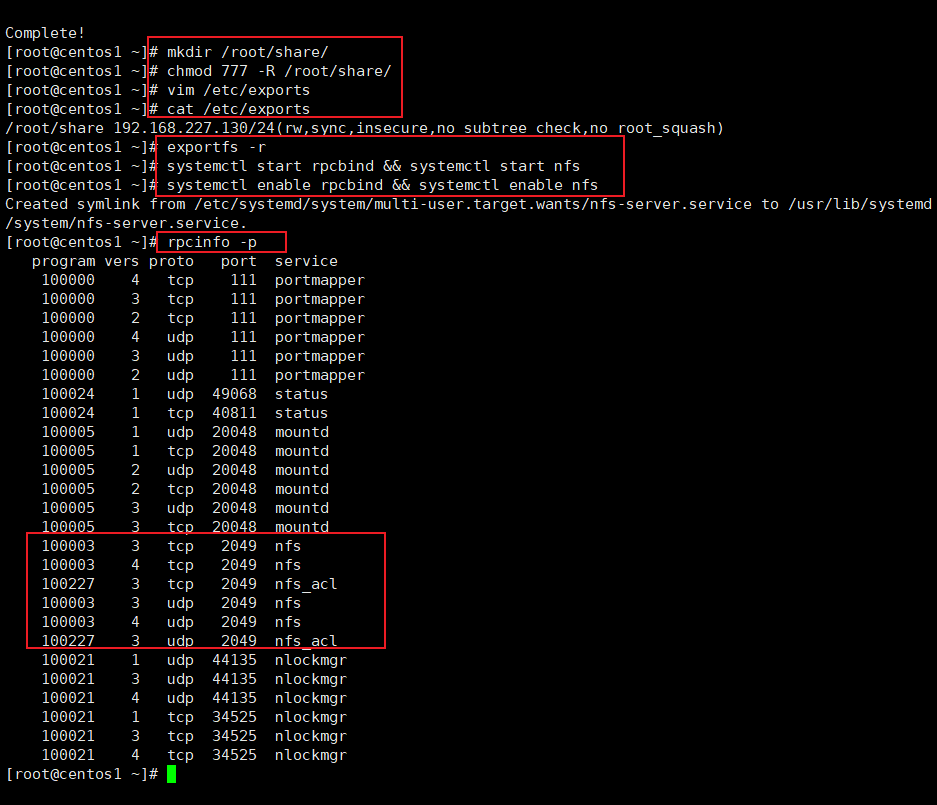 Complete!
[root@centos1 ~]# mkdir /root/share/
[root@centos1 ~]# chmod 777 -R /root/share/
[root@centos1 ~]# vim /etc/exports
[root@centos1 ~]# cat /etc/exports
/root/share 192.168.227.130/24(rw,sync,insecure,no_subtree_check,no_root_squash)
[root@centos1 ~]# exportfs -r
[root@centos1 ~]# systemctl start rpcbind && systemctl start nfs
[root@centos1 ~]# systemctl enable rpcbind && systemctl enable nfs
Created symlink from /etc/systemd/system/multi-user.target.wants/nfs-server.service to /usr/lib/systemd
/system/nfs-server.service.
[root@centos1 ~]# rpcinfo -p
   program vers proto   port  service
    100000    4   tcp    111  portmapper
    100000    3   tcp    111  portmapper
    100000    2   tcp    111  portmapper
    100000    4   udp    111  portmapper
    100000    3   udp    111  portmapper
    100000    2   udp    111  portmapper
    100024    1   udp  49068  status
    100024    1   tcp  40811  status
    100005    1   udp  20048  mountd
    100005    1   tcp  20048  mountd
    100005    2   udp  20048  mountd
    100005    2   tcp  20048  mountd
    100005    3   udp  20048  mountd
    100005    3   tcp  20048  mountd
    100003    3   tcp   2049  nfs
    100003    4   tcp   2049  nfs
    100227    3   tcp   2049  nfs_acl
    100003    3   udp   2049  nfs
    100003    4   udp   2049  nfs
    100227    3   udp   2049  nfs_acl
    100021    1   udp  44135  nlockmgr
    100021    3   udp  44135  nlockmgr
    100021    4   udp  44135  nlockmgr
    100021    1   tcp  34525  nlockmgr
    100021    3   tcp  34525  nlockmgr
    100021    4   tcp  34525  nlockmgr
[root@centos1 ~]#